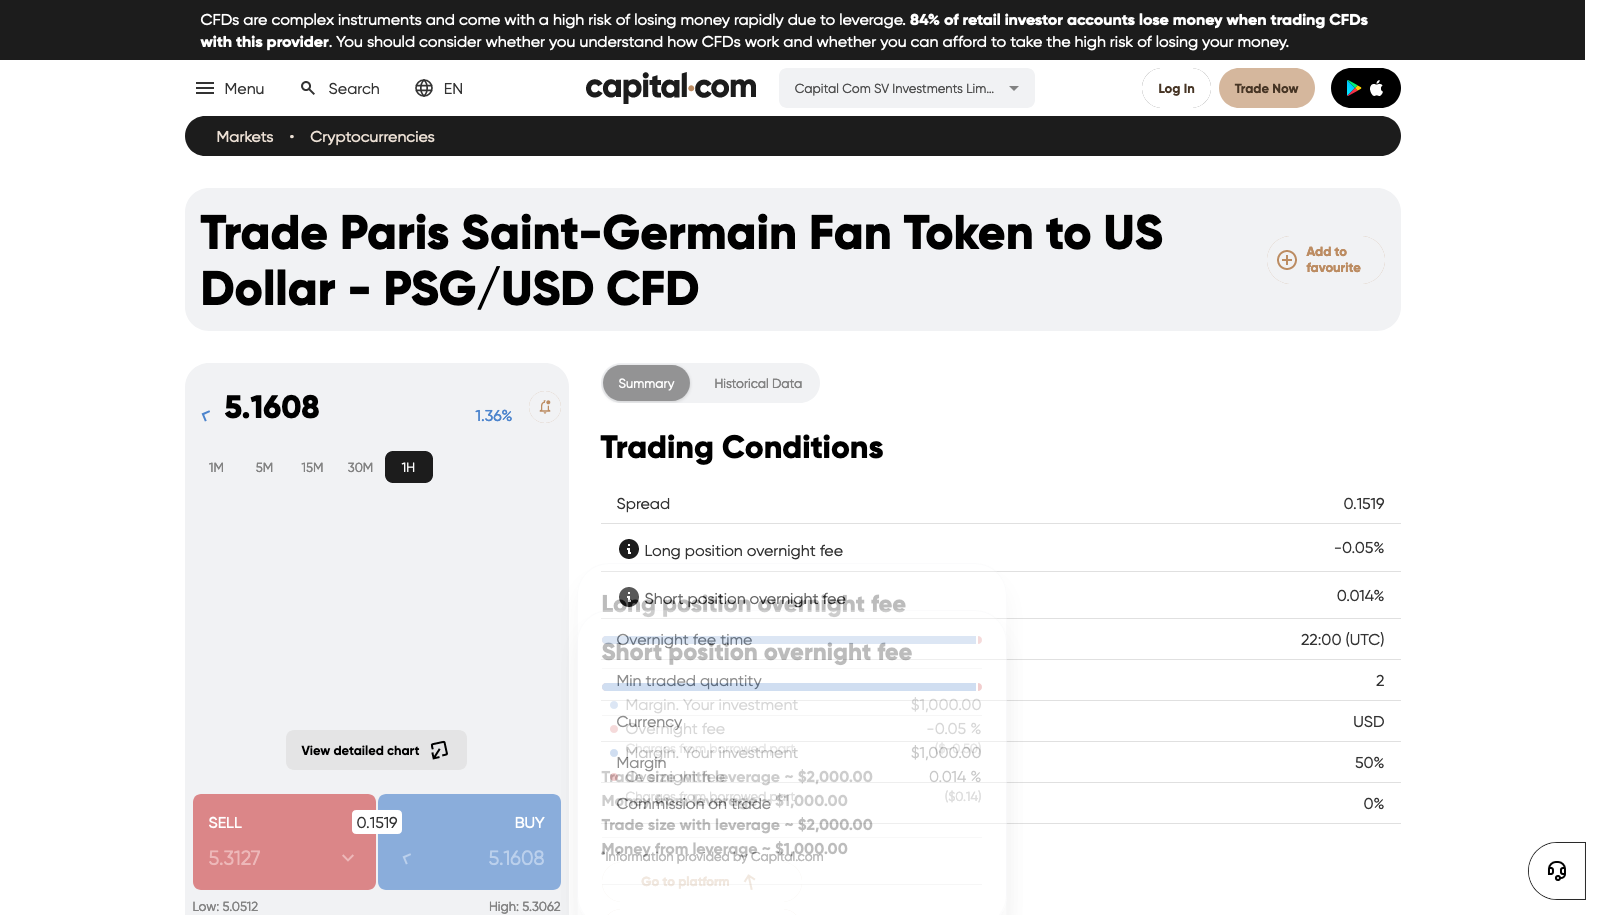 CFDs are complex instruments and come with a high risk of losing money rapidly due to leverage. 84% of retail investor accounts lose money when trading CFDs
with this provider. You should consider whether you understand how CFDs work and whether you can afford to take the high risk of losing your money.
Menu
Search
EN
capital.com
Capital Com SV Investments Lim...
Log In
Trade Now
Markets • Cryptocurrencies
Trade Paris Saint-Germain Fan Token to US
Dollar - PSG/USD CFD
Add to
favourite
5.1608
1.36%
1M 5M 15M 30M 1H
View detailed chart
SELL
0.1519
BUY
5.3127
5.1608
Low: 5.0512
High: 5.3062
Summary
Historical Data
Trading Conditions
Spread 0.1519
Long position overnight fee -0.05%
Short position overnight fee 0.014%
Overnight fee time 22:00 (UTC)
Min traded quantity 2
Currency USD
Margin 50%
Commission on trade 0%
*Information provided by Capital.com
Long position overnight fee
Margin. Your investment $1,000.00
Overnight fee -0.05 %
Charges from borrowed part
Trade size with leverage ~ $2,000.00
Money from leverage ~ $1,000.00
Short position overnight fee
Margin. Your investment $1,000.00
Overnight fee 0.014 %
Charges from borrowed part ($0.14)
Trade size with leverage ~ $2,000.00
Money from leverage ~ $1,000.00
Go to platform